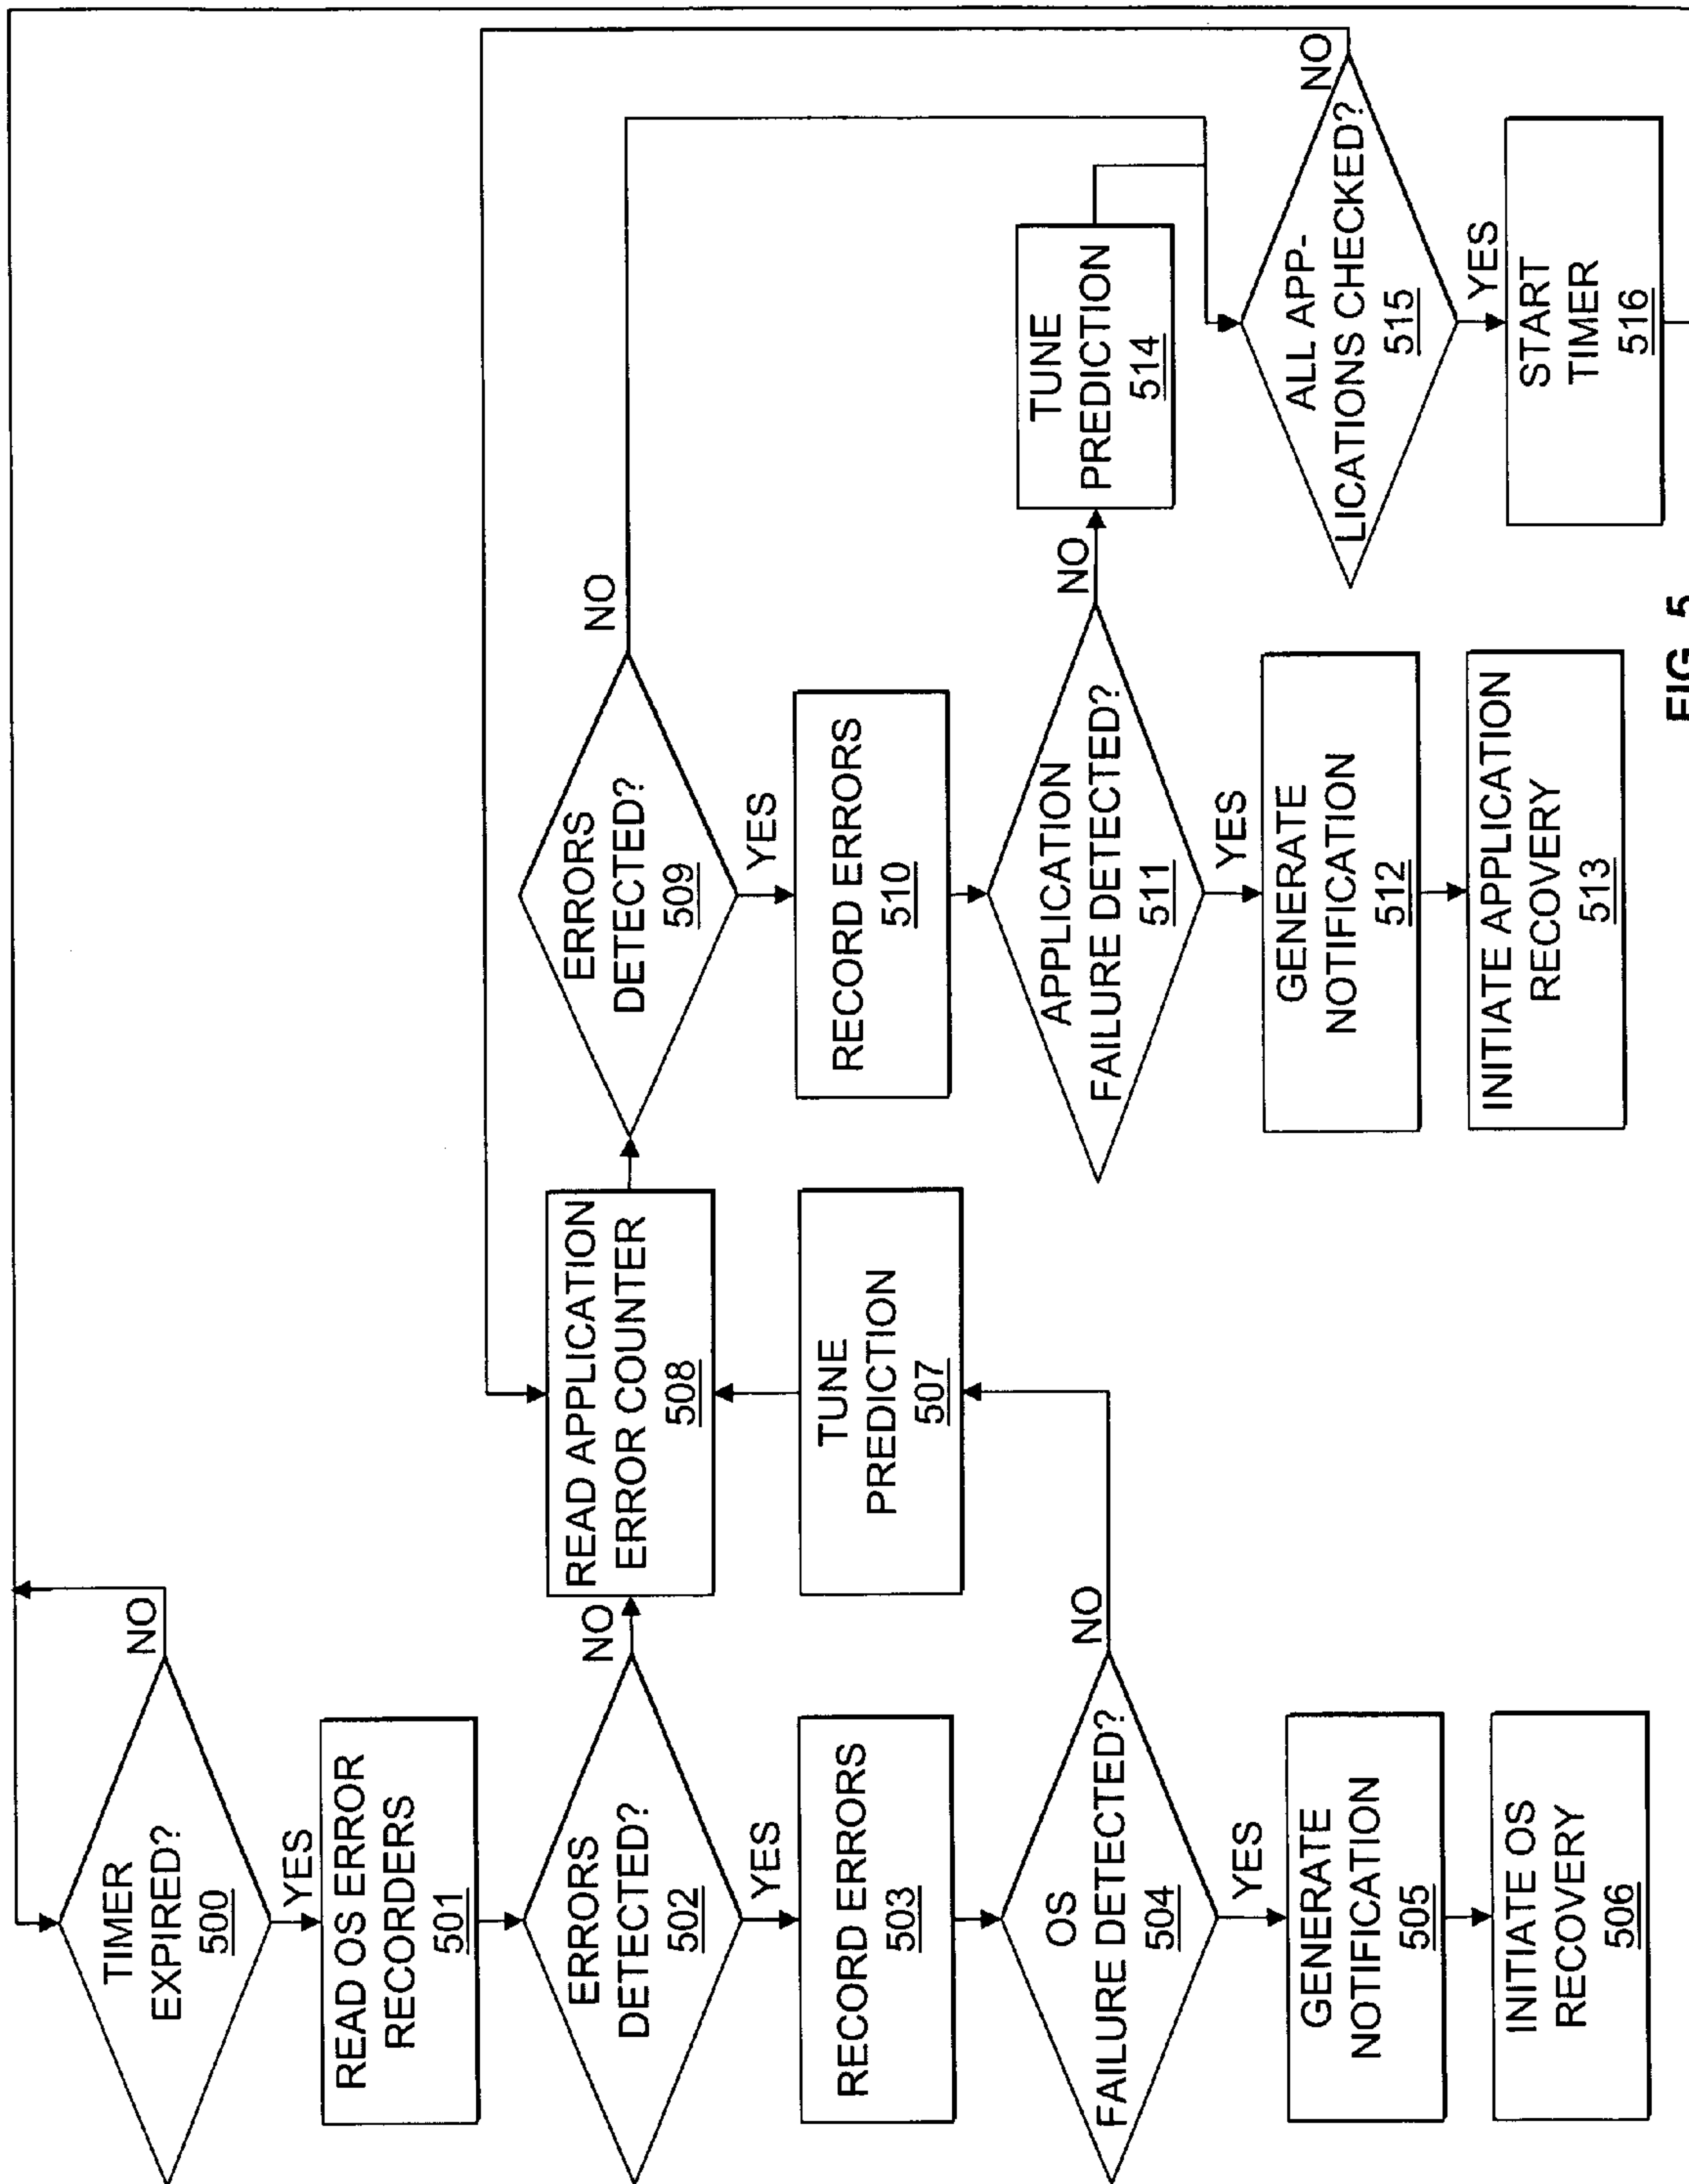 TIMER
EXPIRED?
500
NO
YES
READ OS ERROR
RECORDERS
501
ERRORS
DETECTED?
502
NO
YES
RECORD ERRORS
503
OS
FAILURE DETECTED?
504
NO
YES
GENERATE
NOTIFICATION
505
INITIATE OS
RECOVERY
506
TUNE
PREDICTION
507
READ APPLICATION
ERROR COUNTER
508
ERRORS
DETECTED?
509
NO
YES
RECORD ERRORS
510
APPLICATION
FAILURE DETECTED?
511
NO
YES
GENERATE
NOTIFICATION
512
INITIATE APPLICATION
RECOVERY
513
TUNE
PREDICTION
514
ALL APP-
LICATIONS CHECKED?
515
NO
YES
START
TIMER
516
FIG. 5